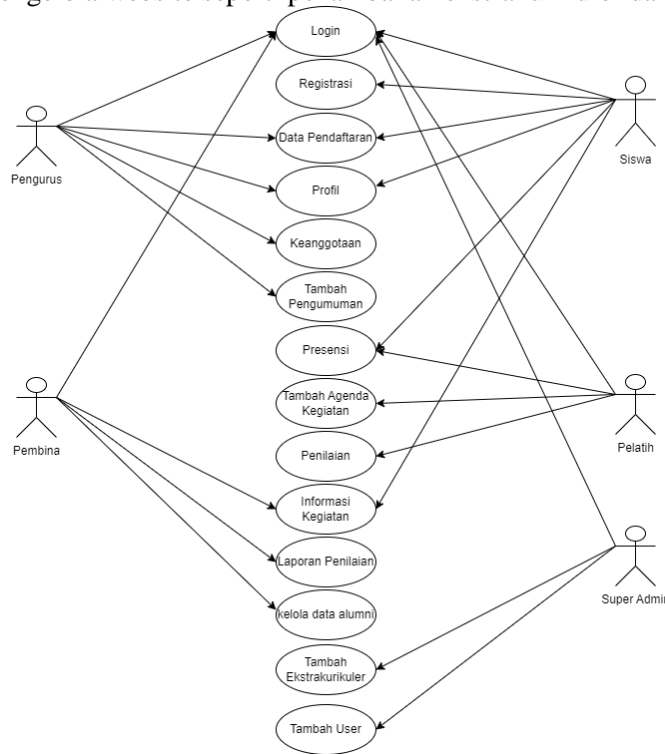 Login
Registrasi
Data Pendaftaran
Pengurus
Siswa
Profil
Keanggotaan
Tambah
Pengumuman
Presensi
Tambah Agenda
Kegiatan
Pembina
Pelatih
Penilaian
Informasi
Kegiatan
Laporan Penilaian
Super Admin
kelola data alumni
Tambah
Ekstrakurikuler
Tambah User